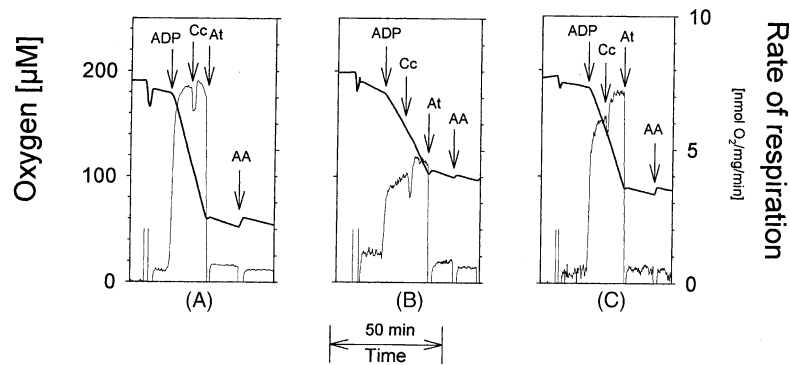 Oxygen [µM]
200
100
0
ADP
Cc
At
AA
(A)
ADP
Cc
At
AA
(B)
ADP
Cc
At
AA
(C)
10
5
0
Rate of respiration
[nmol O₂/mg/min]
50 min
Time